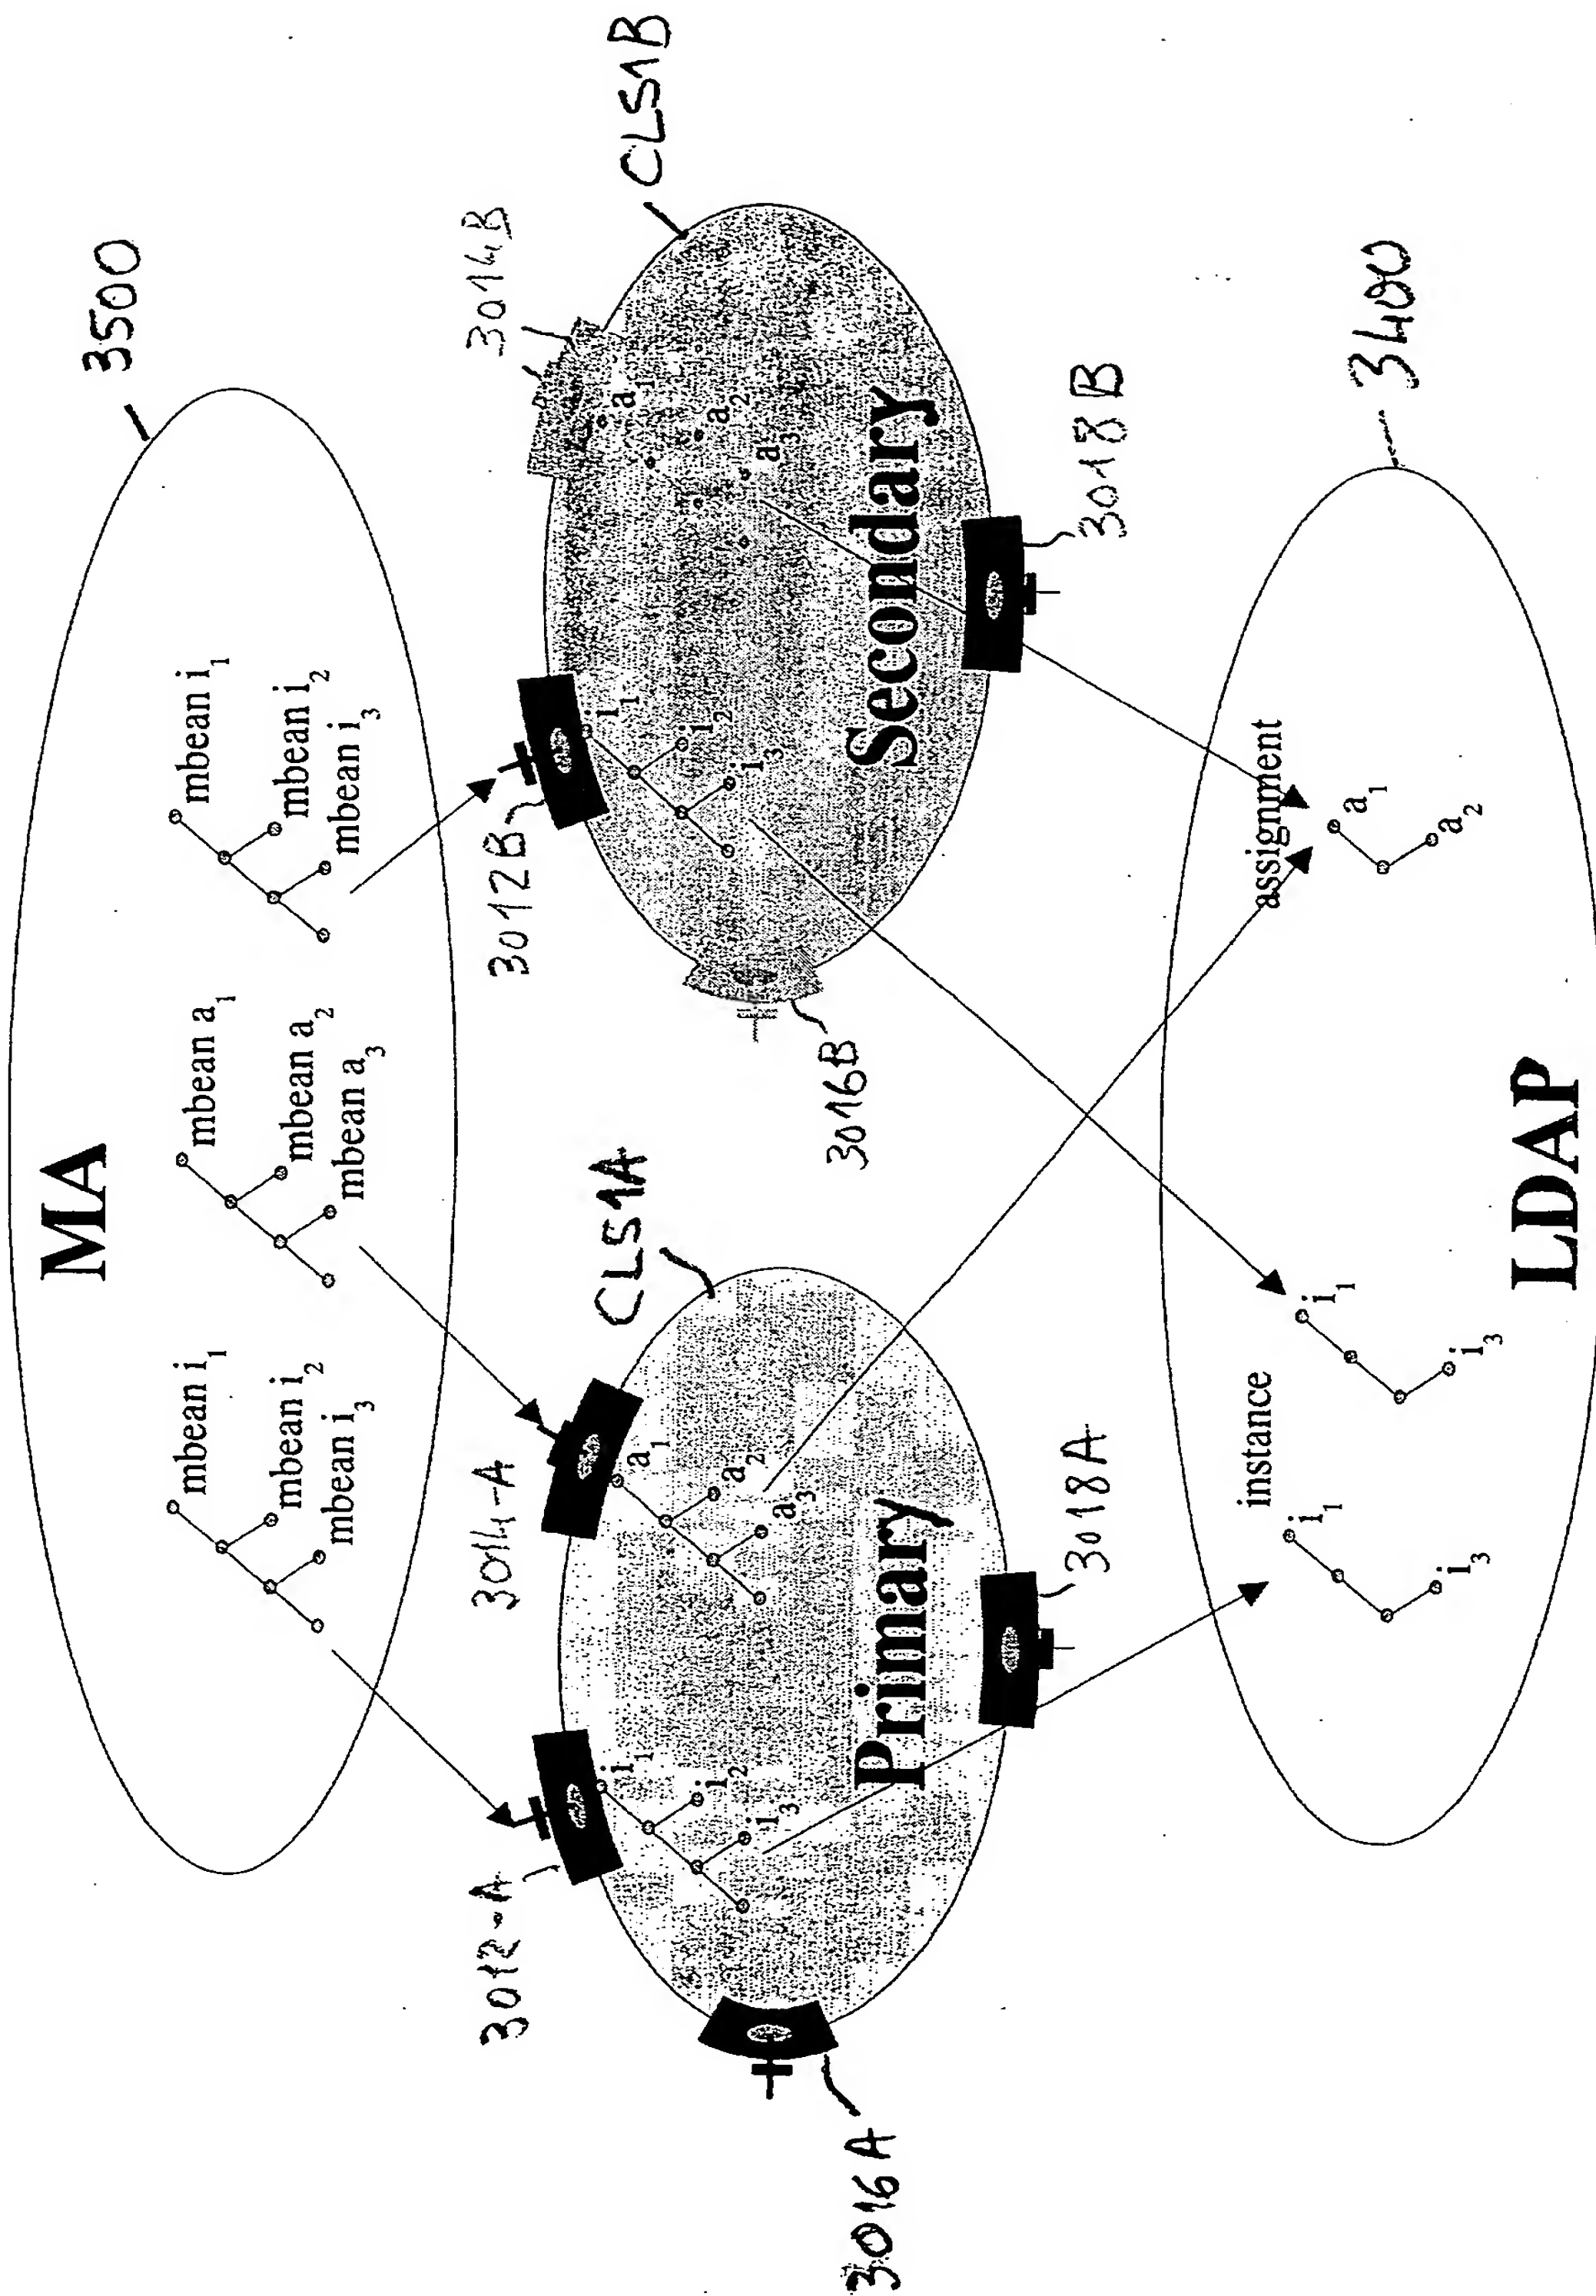 3500
MA
mbean i1
mbean i2
mbean i3
mbean a1
mbean a2
mbean a3
mbean i1
mbean i2
mbean i3
3012-A
3014-A
CLS1A
3012B
3014B
CLS1B
i1
i2
i3
a1
a2
a3
Primary
3016A
3018A
i1
i2
i3
a1
a2
a3
Secondary
3016B
3018B
instance
i1
i3
i1
i3
assignment
a1
a2
LDAP
3400